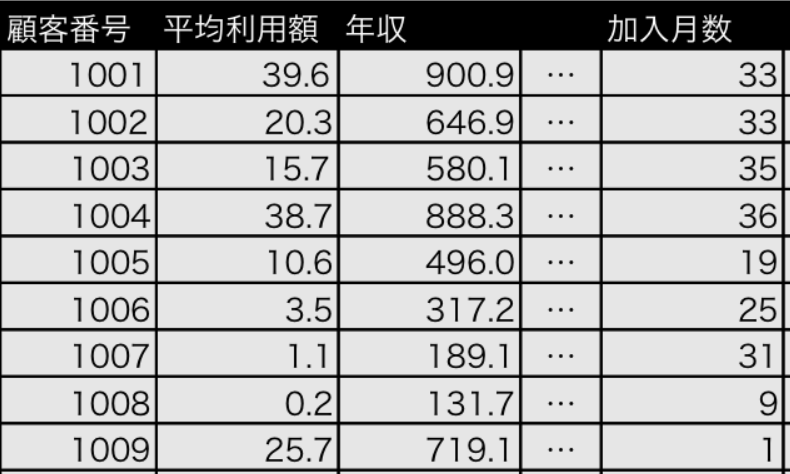 顧客番号 平均利用額 年収 加入月数
1001 39.6 900.9 … 33
1002 20.3 646.9 … 33
1003 15.7 580.1 … 35
1004 38.7 888.3 … 36
1005 10.6 496.0 … 19
1006 3.5 317.2 … 25
1007 1.1 189.1 … 31
1008 0.2 131.7 … 9
1009 25.7 719.1 … 1